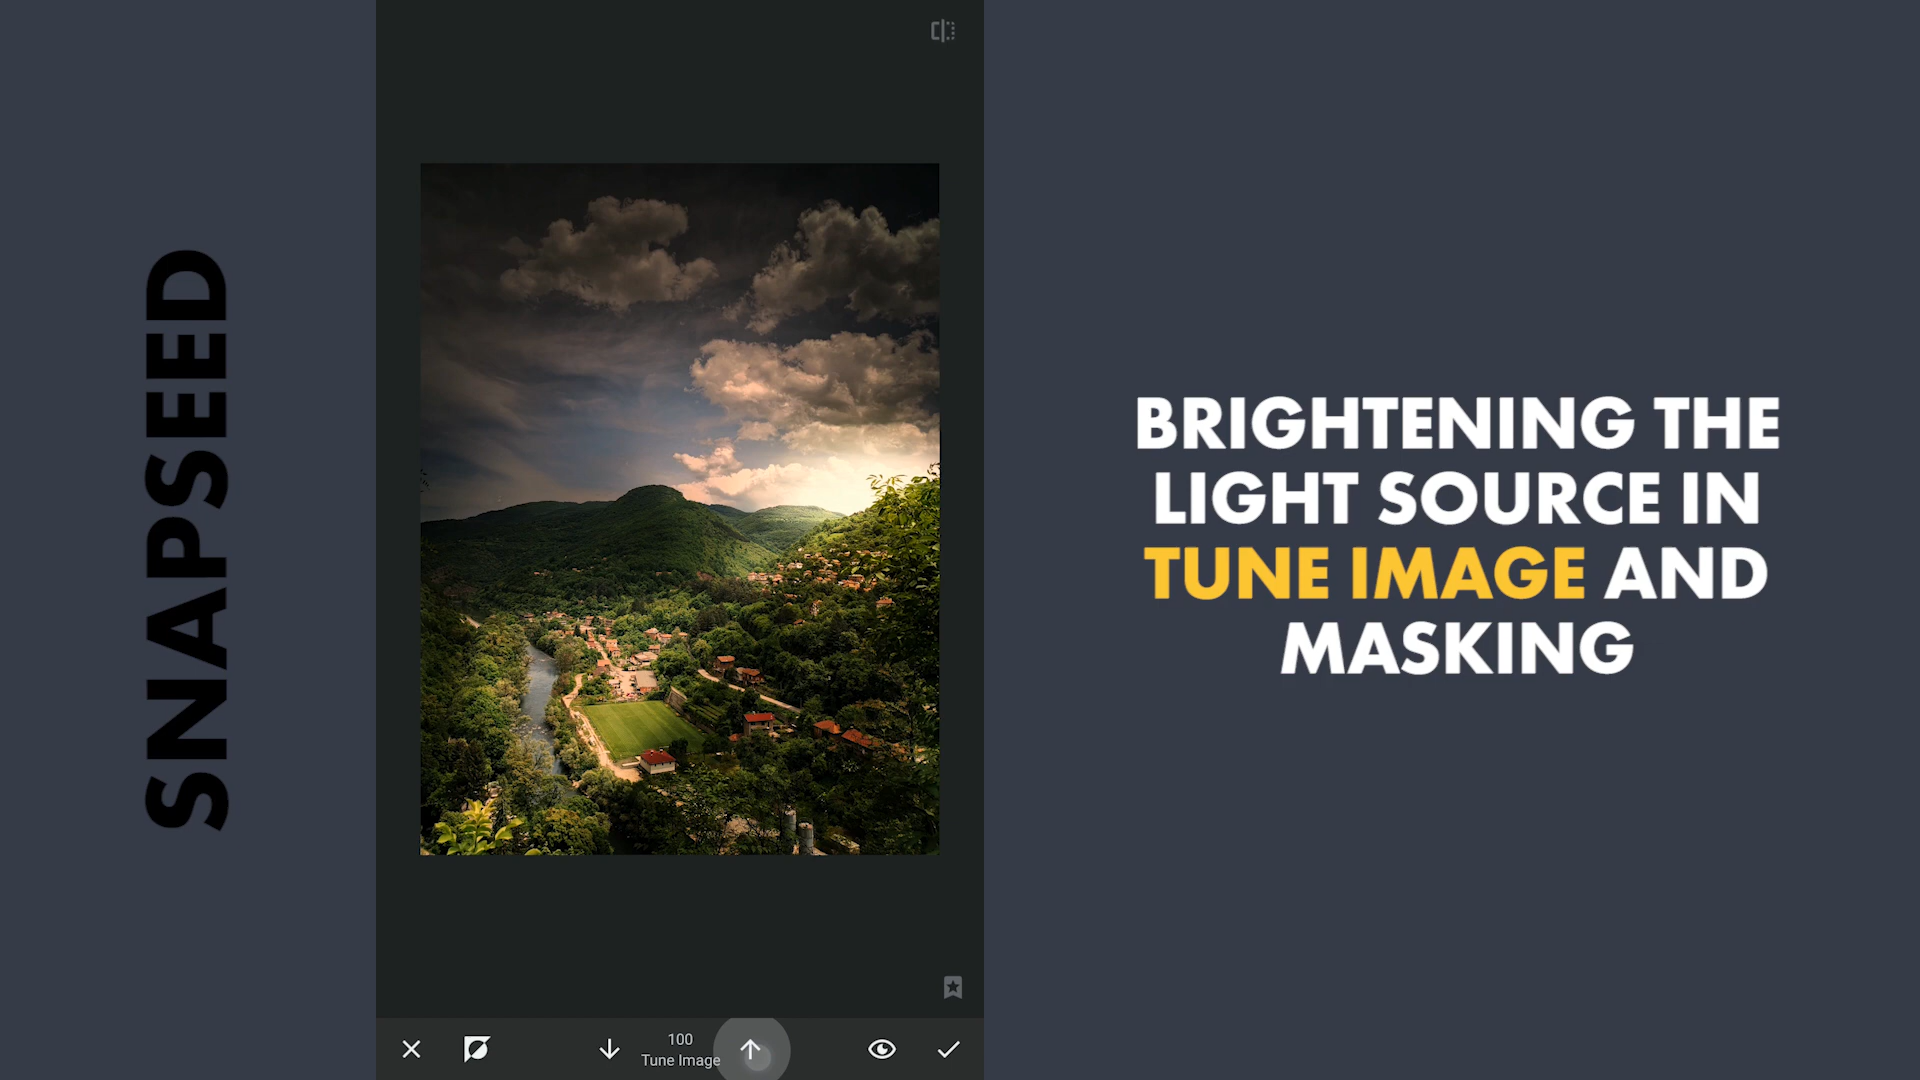 SNAPSEED
BRIGHTENING THE
LIGHT SOURCE IN
TUNE IMAGE AND
MASKING
100
Tune Image